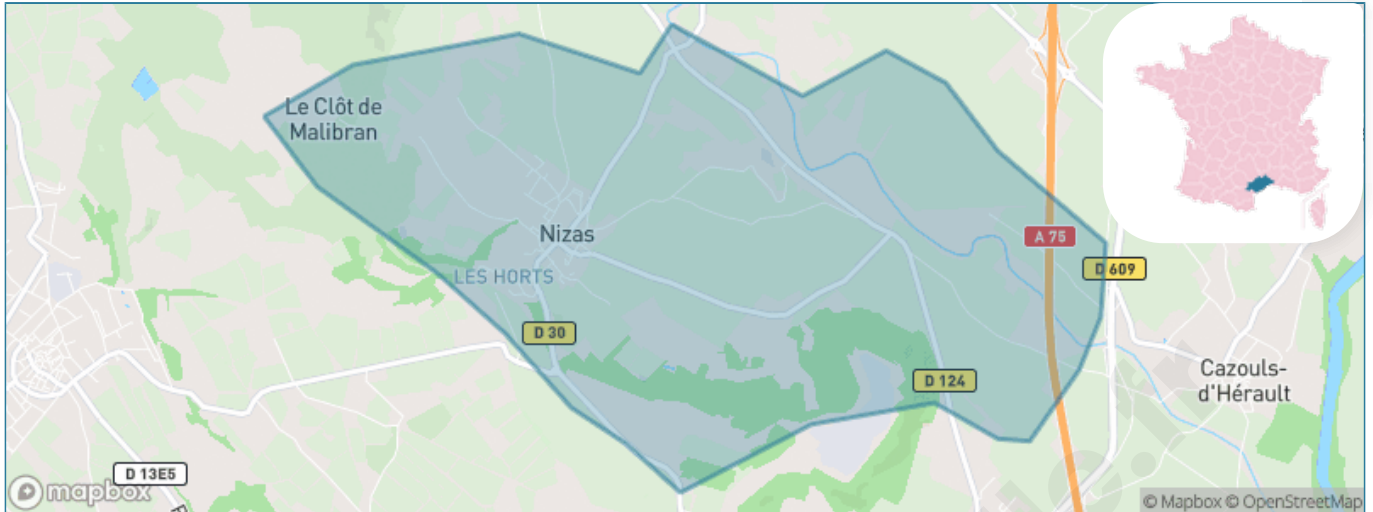 Le Clôt de
Malibran
Nizas
A 75
LES HORTS
D 609
D 30
D 124
Cazouls-
d'Hérault
D 13E5
mapbox
© Mapbox © OpenStreetMap